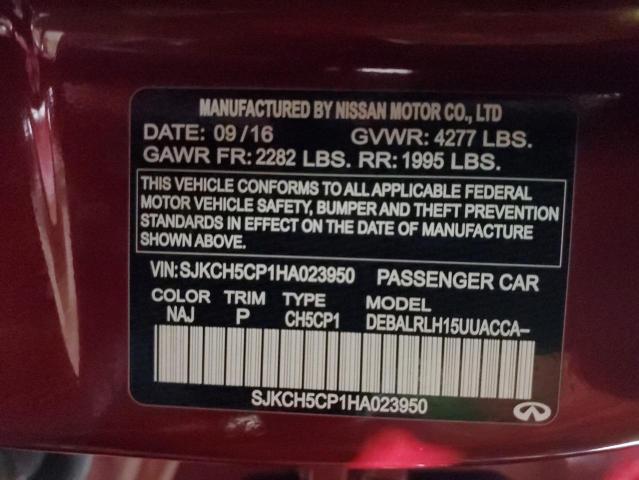 MANUFACTURED BY NISSAN MOTOR CO., LTD
DATE: 09/16 GVWR: 4277 LBS.
GAWR FR: 2282 LBS. RR: 1995 LBS.
THIS VEHICLE CONFORMS TO ALL APPLICABLE FEDERAL
MOTOR VEHICLE SAFETY, BUMPER AND THEFT PREVENTION
STANDARDS IN EFFECT ON THE DATE OF MANUFACTURE
SHOWN ABOVE.
VIN:SJKCH5CP1HA023950 PASSENGER CAR
COLOR TRIM TYPE MODEL
NAJ P CH5CP1 DEBALRLH15UUACCA-
SJKCH5CP1HA023950